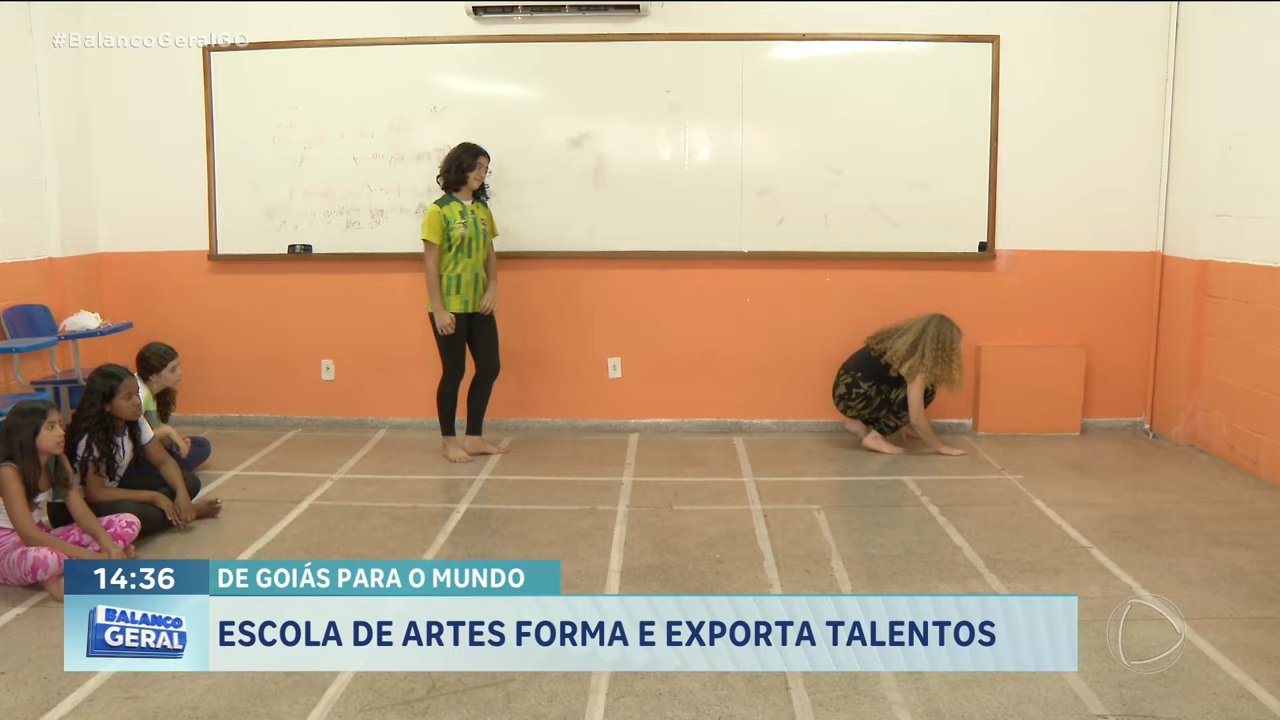 #BalancoGeralGO
14:36
DE GOIÁS PARA O MUNDO
BALANÇO
GERAL
ESCOLA DE ARTES FORMA E EXPORTA TALENTOS